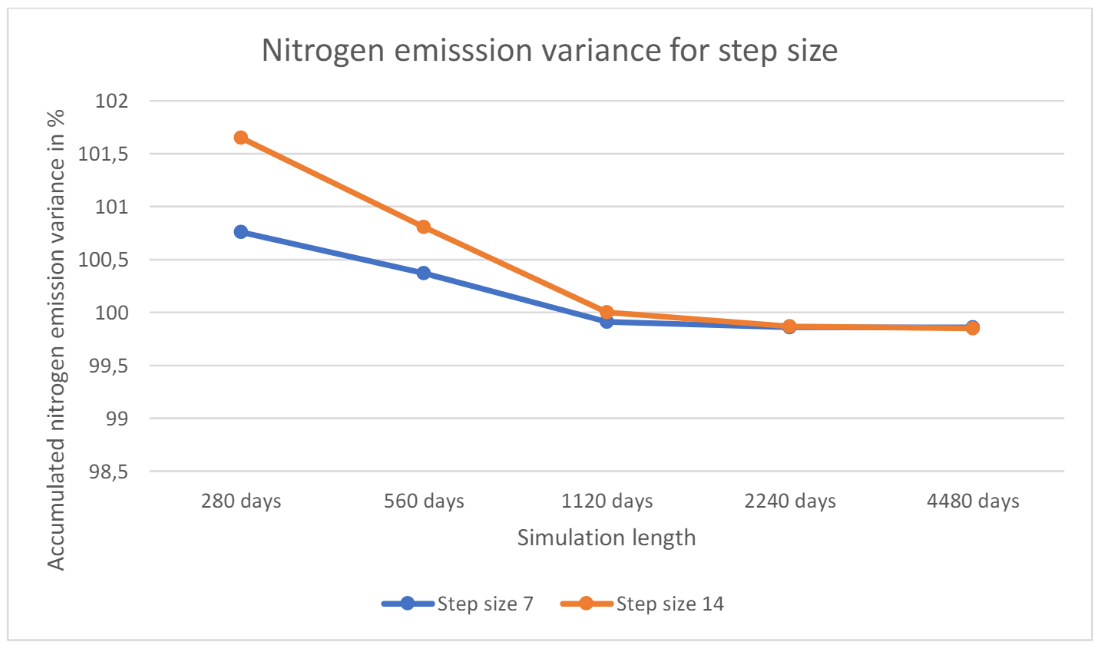 Nitrogen emisssion variance for step size
Accumulated nitrogen emission variance in %
102
101,5
101
100,5
100
99,5
99
98,5
280 days
560 days
1120 days
2240 days
4480 days
Simulation length
Step size 7
Step size 14